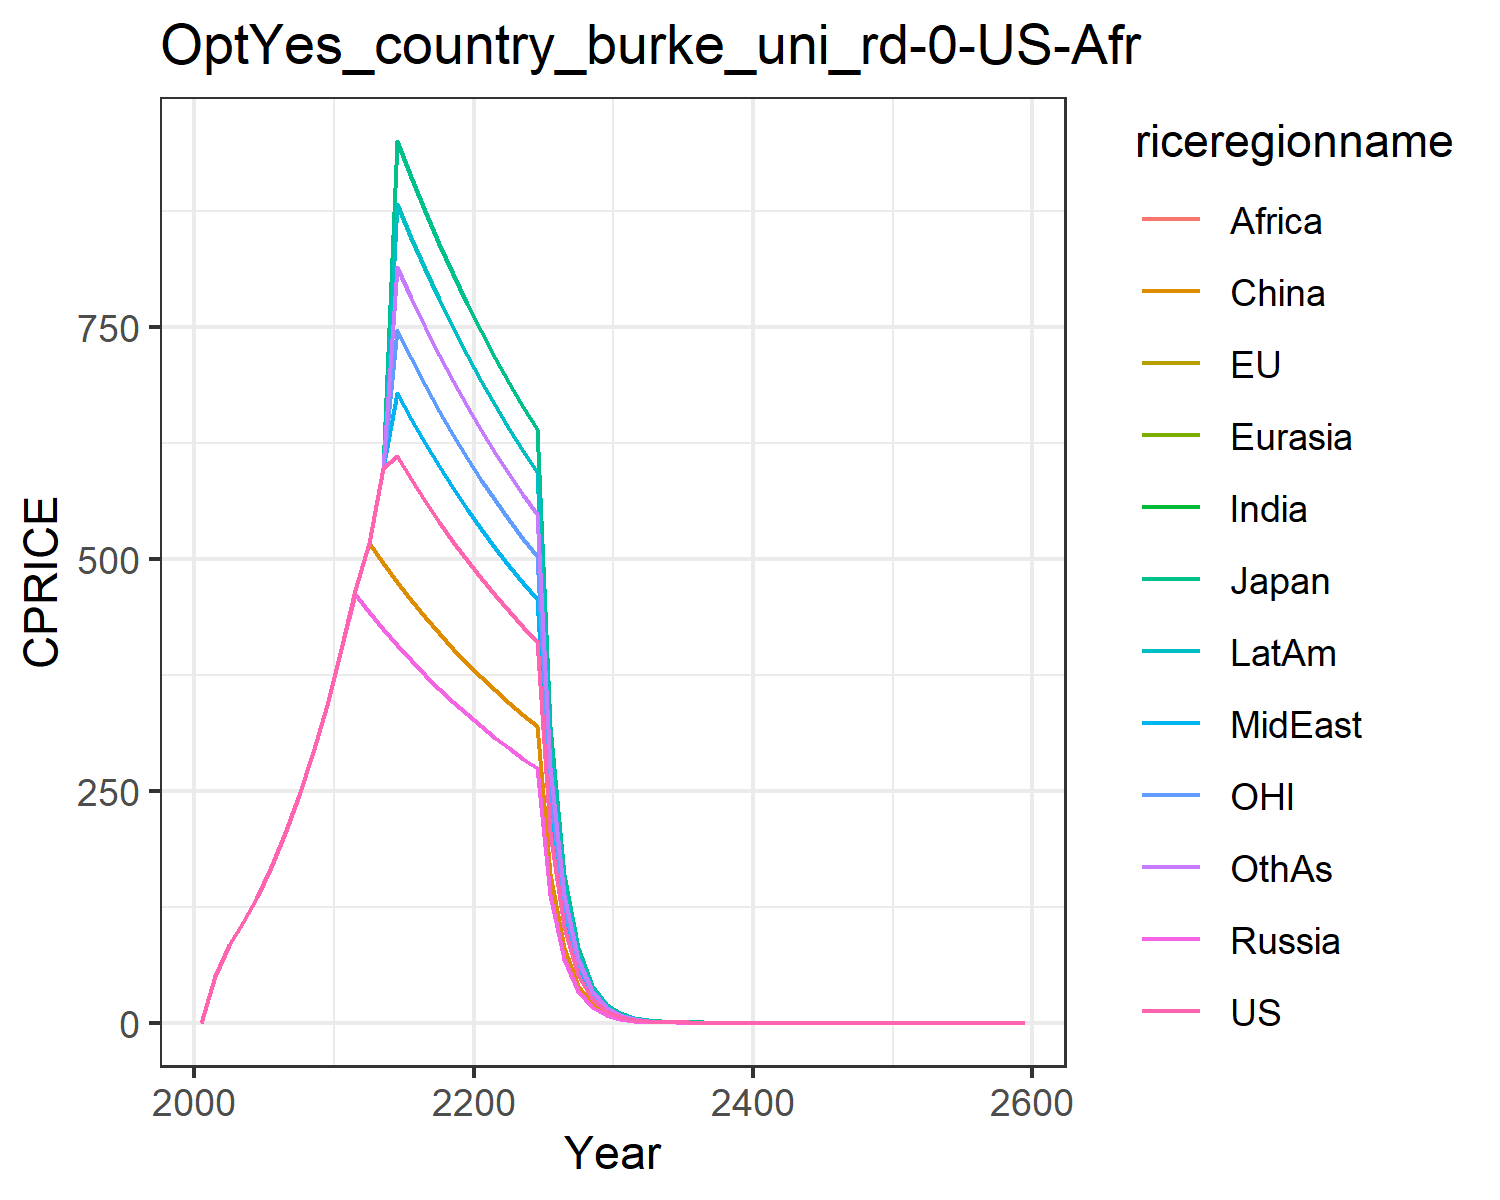 OptYes_country_burke_uni_rd-0-US-Afr
CPRICE
750
500
250
0
2000
2200
2400
2600
Year
riceregionname
Africa
China
EU
Eurasia
India
Japan
LatAm
MidEast
OHI
OthAs
Russia
US